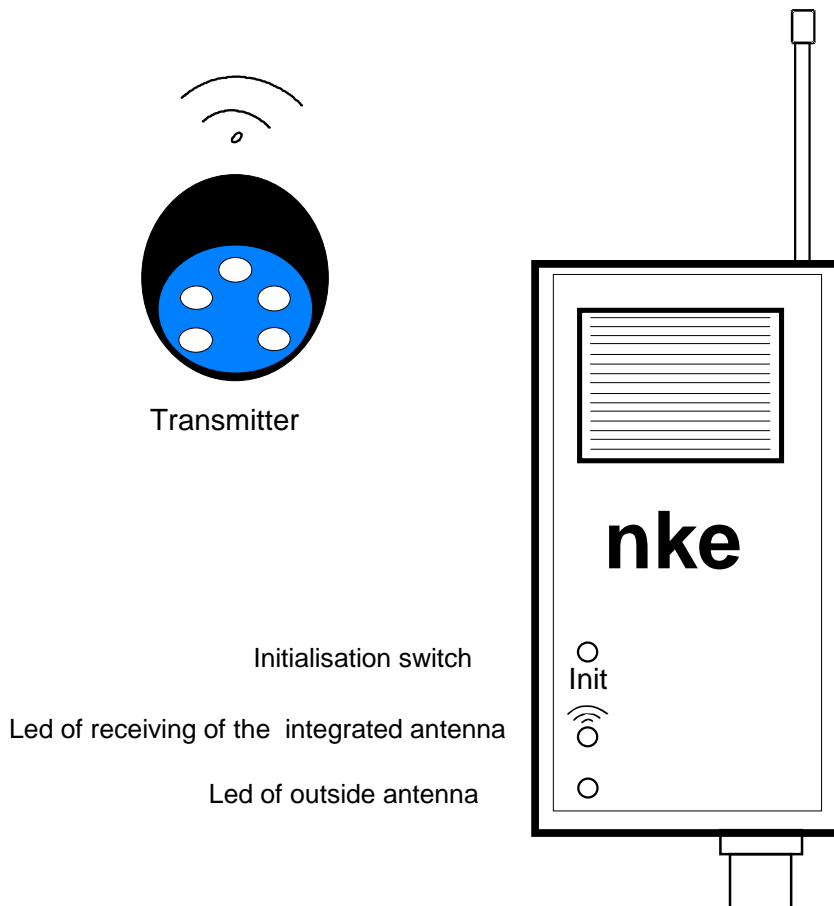 Transmitter
nke
Initialisation switch
Init
Led of receiving of the  integrated antenna
Led of outside antenna